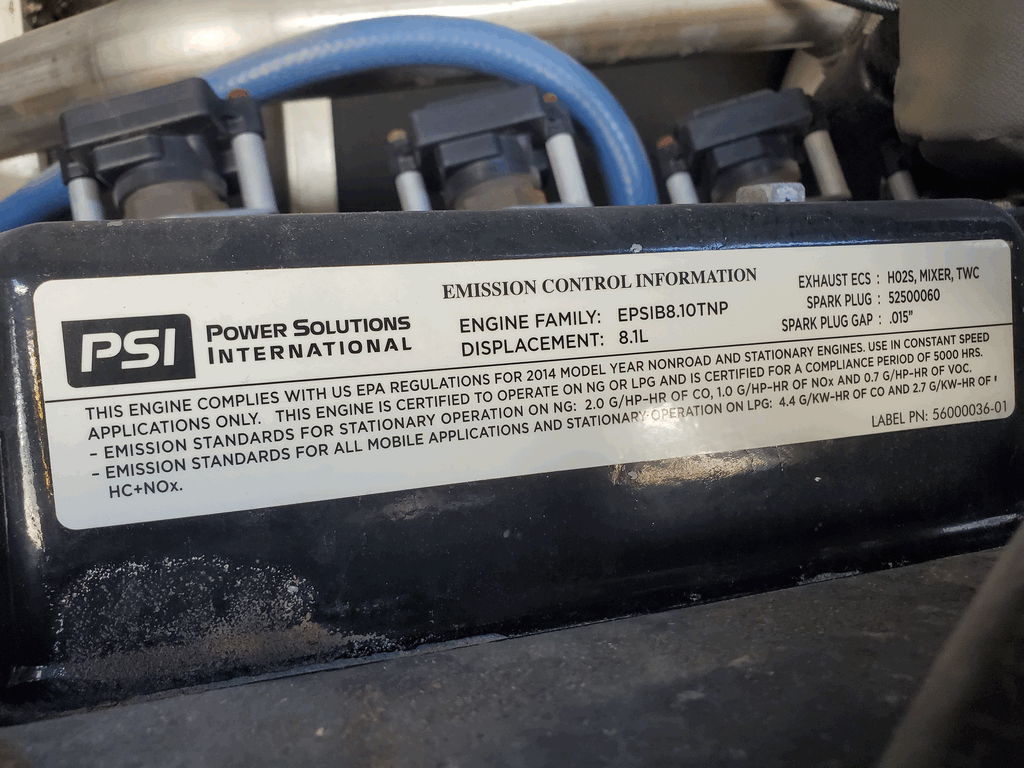 EMISSION CONTROL INFORMATION
PSI
POWER SOLUTIONS
INTERNATIONAL
ENGINE FAMILY: EPSIB8.10TNP
DISPLACEMENT: 8.1L
EXHAUST ECS : HO2S, MIXER, TWC
SPARK PLUG : 52500060
SPARK PLUG GAP : .015"
THIS ENGINE COMPLIES WITH US EPA REGULATIONS FOR 2014 MODEL YEAR NONROAD AND STATIONARY ENGINES. USE IN CONSTANT SPEED
APPLICATIONS ONLY. THIS ENGINE IS CERTIFIED TO OPERATE ON NG OR LPG AND IS CERTIFIED FOR A COMPLIANCE PERIOD OF 5000 HRS.
- EMISSION STANDARDS FOR STATIONARY OPERATION ON NG: 2.0 G/HP-HR OF CO, 1.0 G/HP-HR OF NOx AND 0.7 G/HP-HR OF VOC.
- EMISSION STANDARDS FOR ALL MOBILE APPLICATIONS AND STATIONARY OPERATION ON LPG: 4.4 G/KW-HR OF CO AND 2.7 G/KW-HR OF
HC+NOx.
LABEL PN: 56000036-01